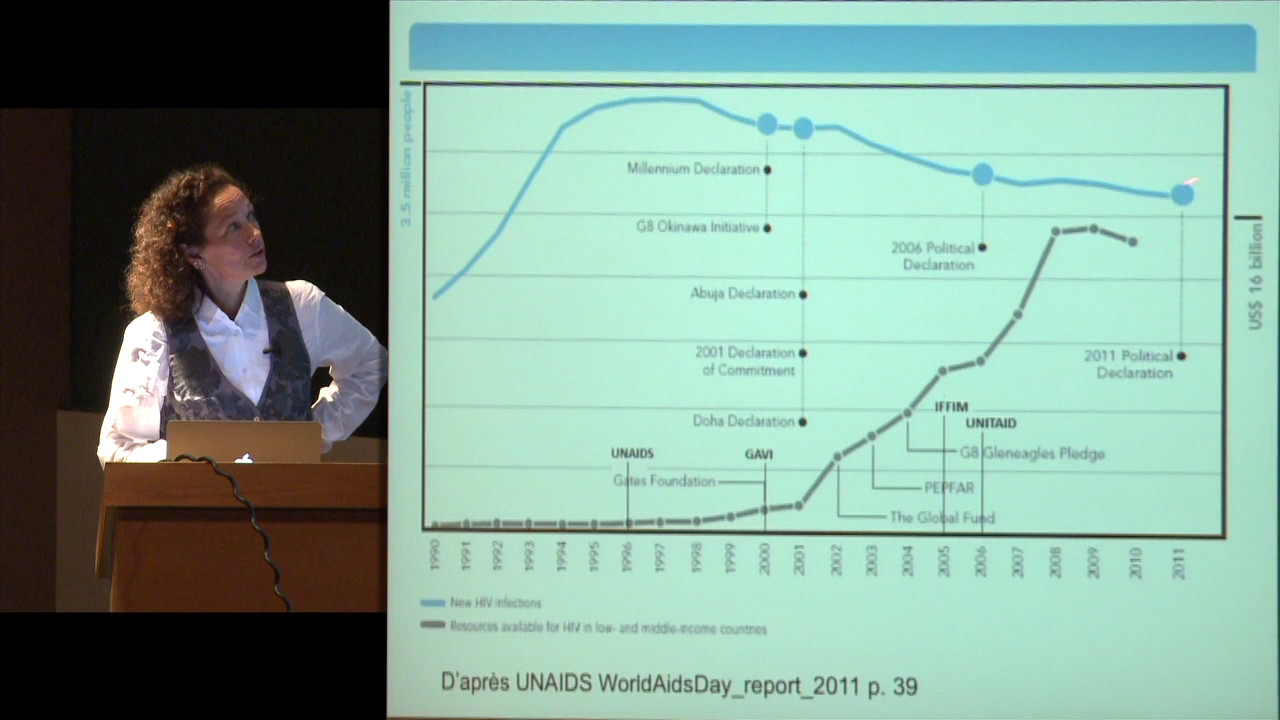 3.5 million people
US$ 16 billion
Millennium Declaration
G8 Okinawa Initiative
2006 Political
Declaration
Abuja Declaration
2001 Declaration
of Commitment
2011 Political
Declaration
Doha Declaration
IFFIM
UNITAID
UNAIDS
GAVI
G8 Gleneagles Pledge
Gates Foundation
PEPFAR
The Global Fund
1990
1991
1992
1993
1994
1995
1996
1997
1998
1999
2000
2001
2002
2003
2004
2005
2006
2007
2008
2009
2010
2011
New HIV infections
Resources available for HIV in low- and middle-income countries
D'après UNAIDS WorldAidsDay_report_2011 p. 39